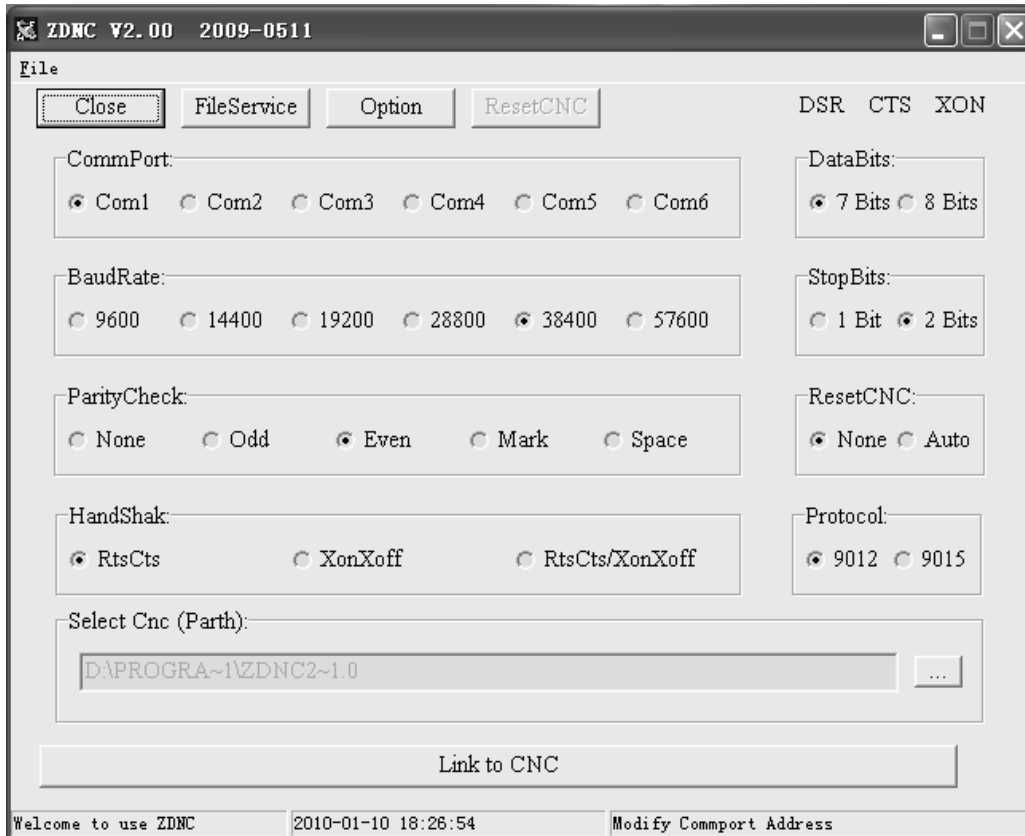 ZDNC V2.00 2009-0511
File
Close FileService Option ResetCNC DSR CTS XON
CommPort: DataBits:
Com1 Com2 Com3 Com4 Com5 Com6 7 Bits 8 Bits
BaudRate: StopBits:
9600 14400 19200 28800 38400 57600 1 Bit 2 Bits
ParityCheck: ResetCNC:
None Odd Even Mark Space None Auto
HandShak: Protocol:
RtsCts XonXoff RtsCts/XonXoff 9012 9015
Select Cnc (Parth):
D:\PROGRA~1\ZDNC2~1.0 ...
Link to CNC
Welcome to use ZDNC 2010-01-10 18:26:54 Modify Commport Address